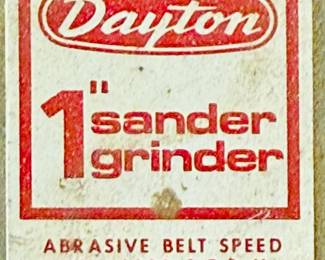 Dayton
1" sander
grinder
ABRASIVE BELT SPEED